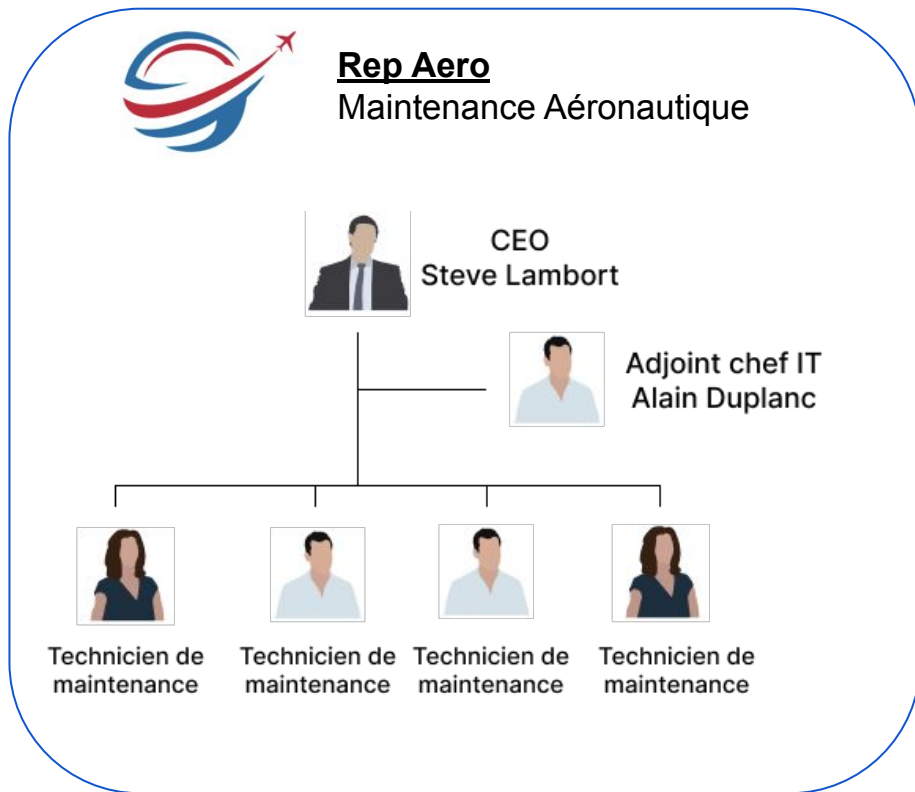 Rep Aero
Maintenance Aéronautique
CEO
Steve Lambort
Adjoint chef IT
Alain Duplanc
Technicien de
maintenance
Technicien de
maintenance
Technicien de
maintenance
Technicien de
maintenance